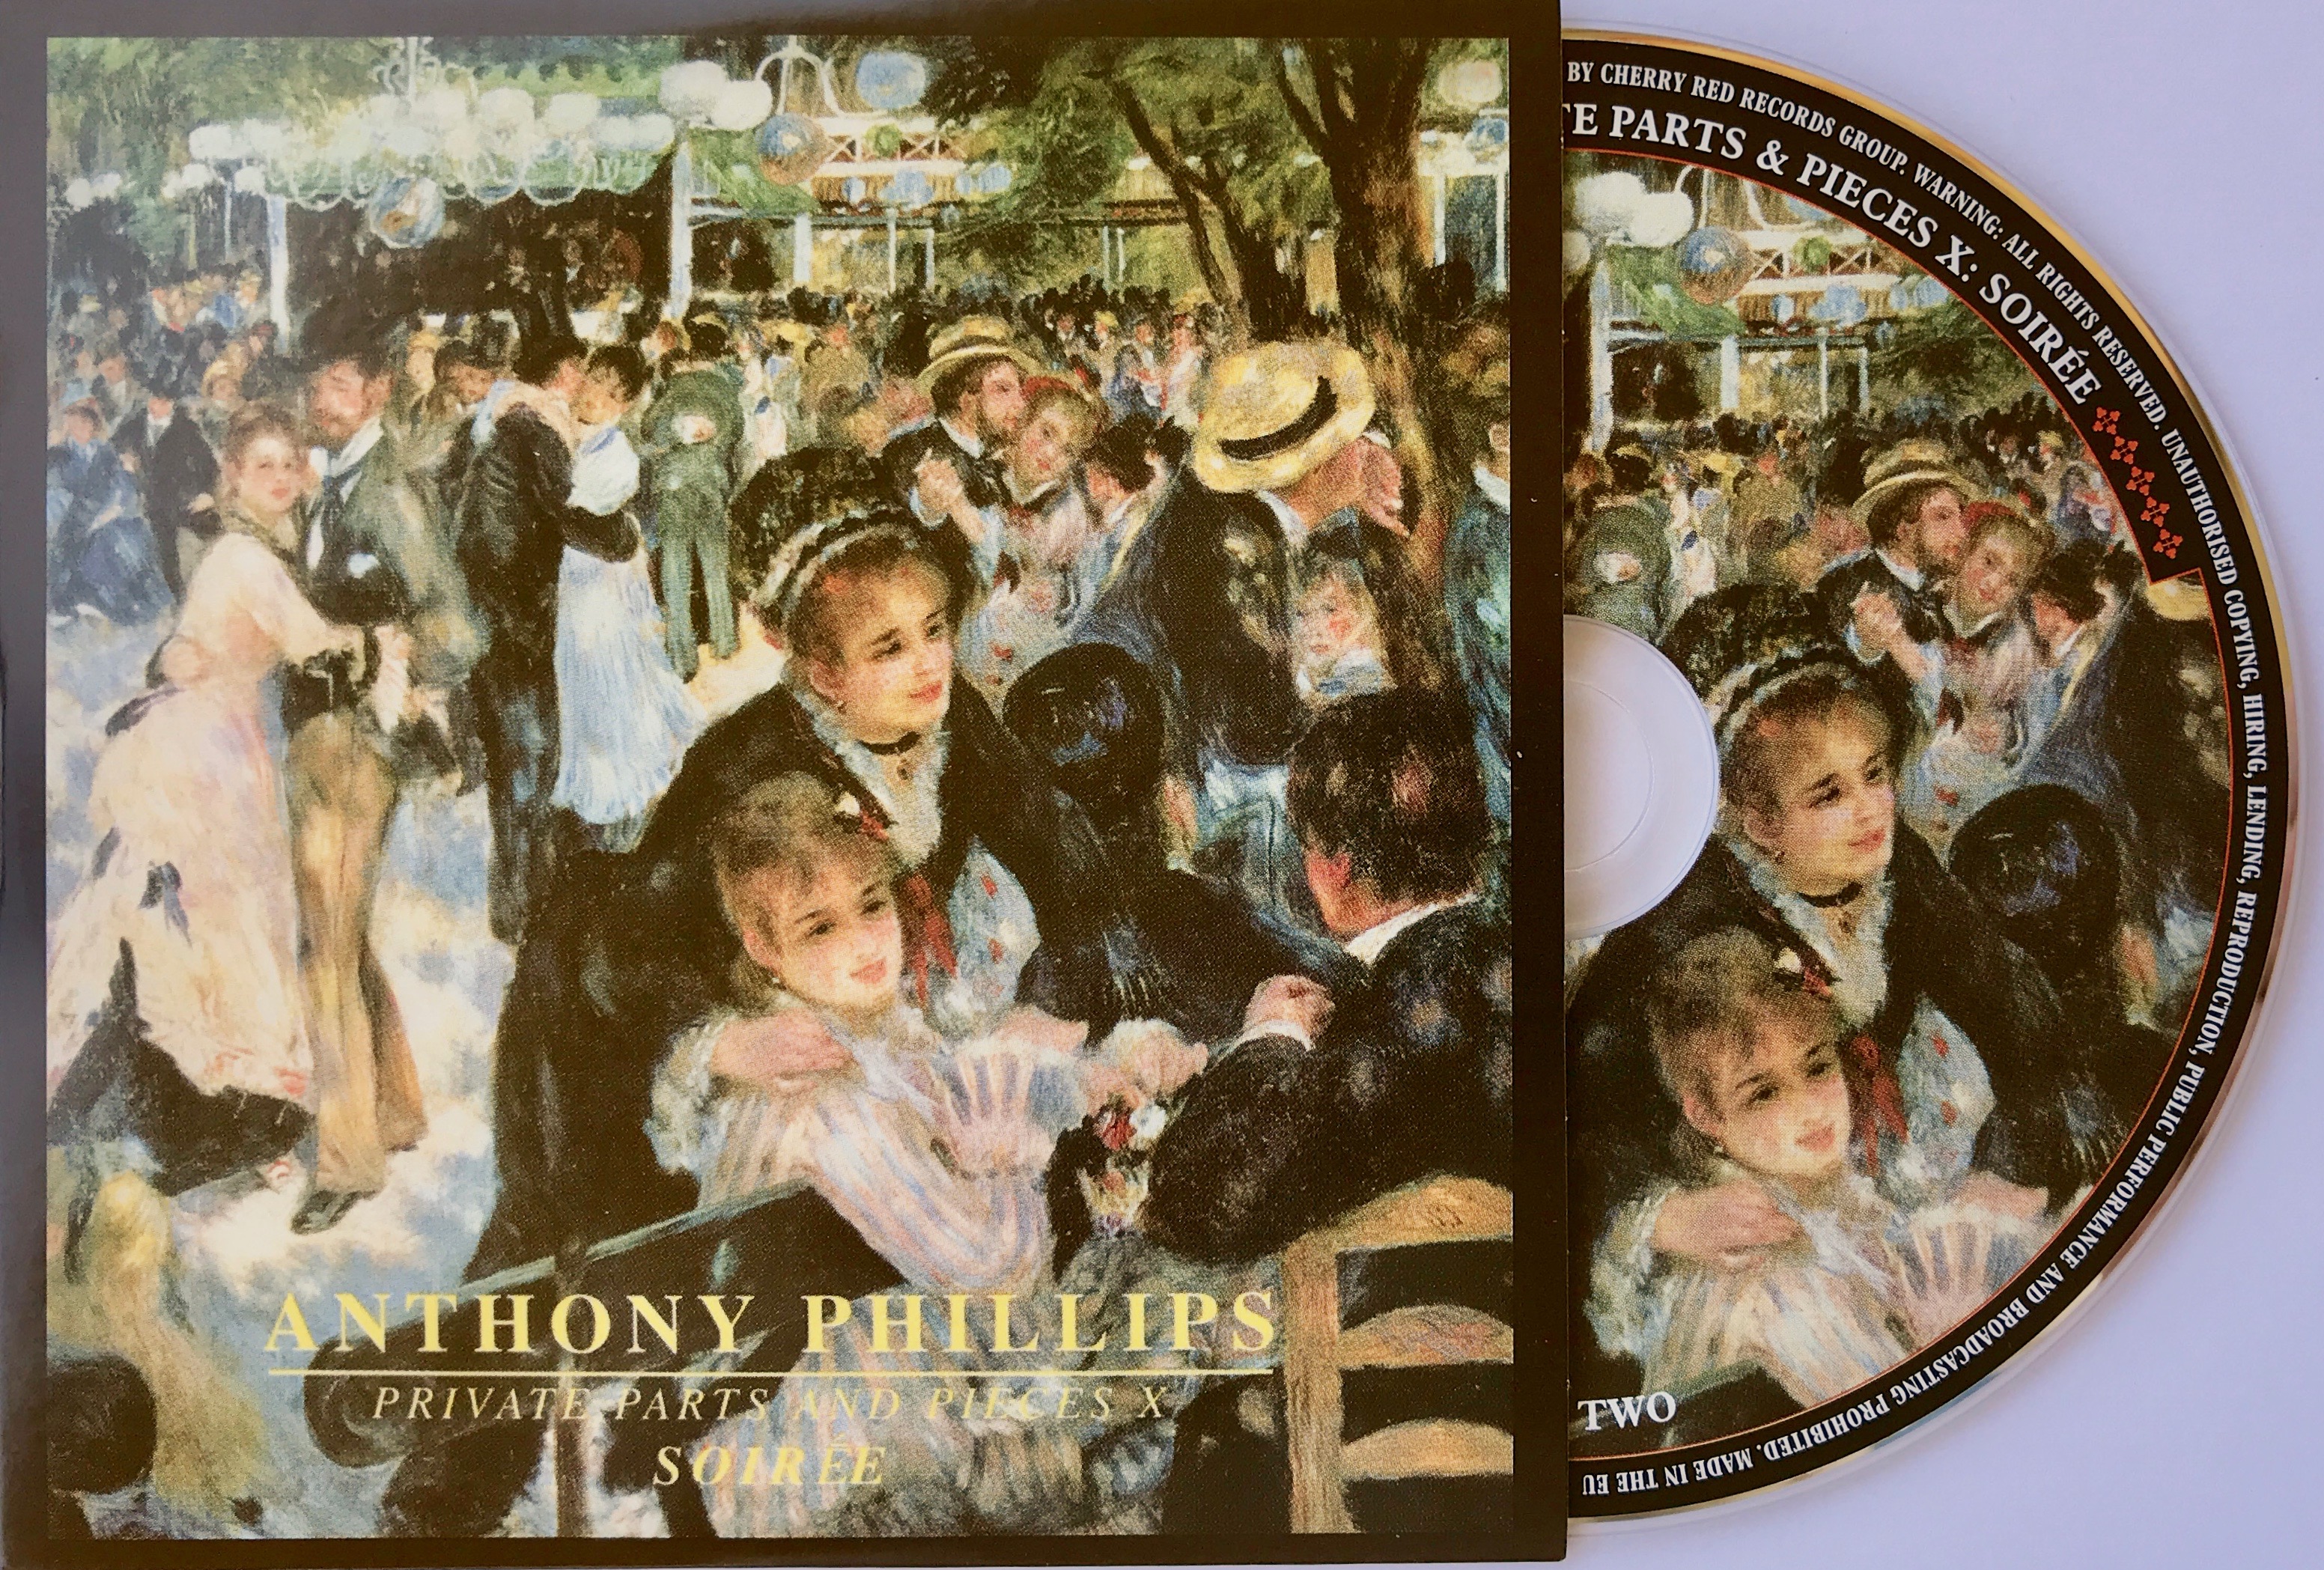 ANTHONY PHILLIPS
PRIVATE PARTS AND PIECES X
SOIRÉE
BY CHERRY RED RECORDS GROUP. WARNING: ALL RIGHTS RESERVED. UNAUTHORISED COPYING, HIRING, LENDING, REPRODUCTION, PUBLIC PERFORMANCE AND BROADCASTING PROHIBITED. MADE IN THE EU
TE PARTS & PIECES X: SOIRÉE
TWO